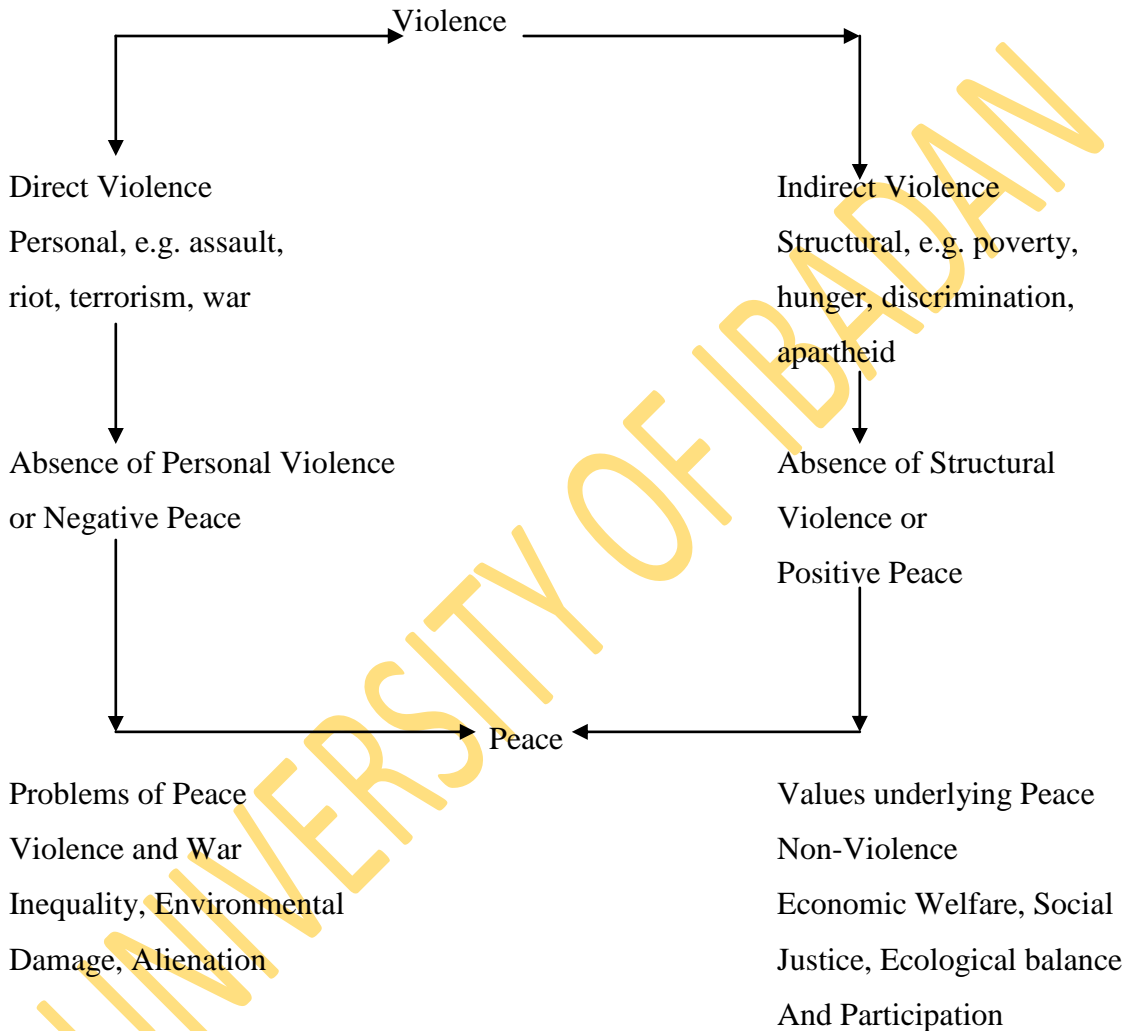 Violence
Direct Violence
Personal, e.g. assault,
riot, terrorism, war
Indirect Violence
Structural, e.g. poverty,
hunger, discrimination,
apartheid
Absence of Personal Violence
or Negative Peace
Absence of Structural
Violence or
Positive Peace
Peace
Problems of Peace
Violence and War
Inequality, Environmental
Damage, Alienation
Values underlying Peace
Non-Violence
Economic Welfare, Social
Justice, Ecological balance
And Participation
UNIVERSITY OF IBADAN